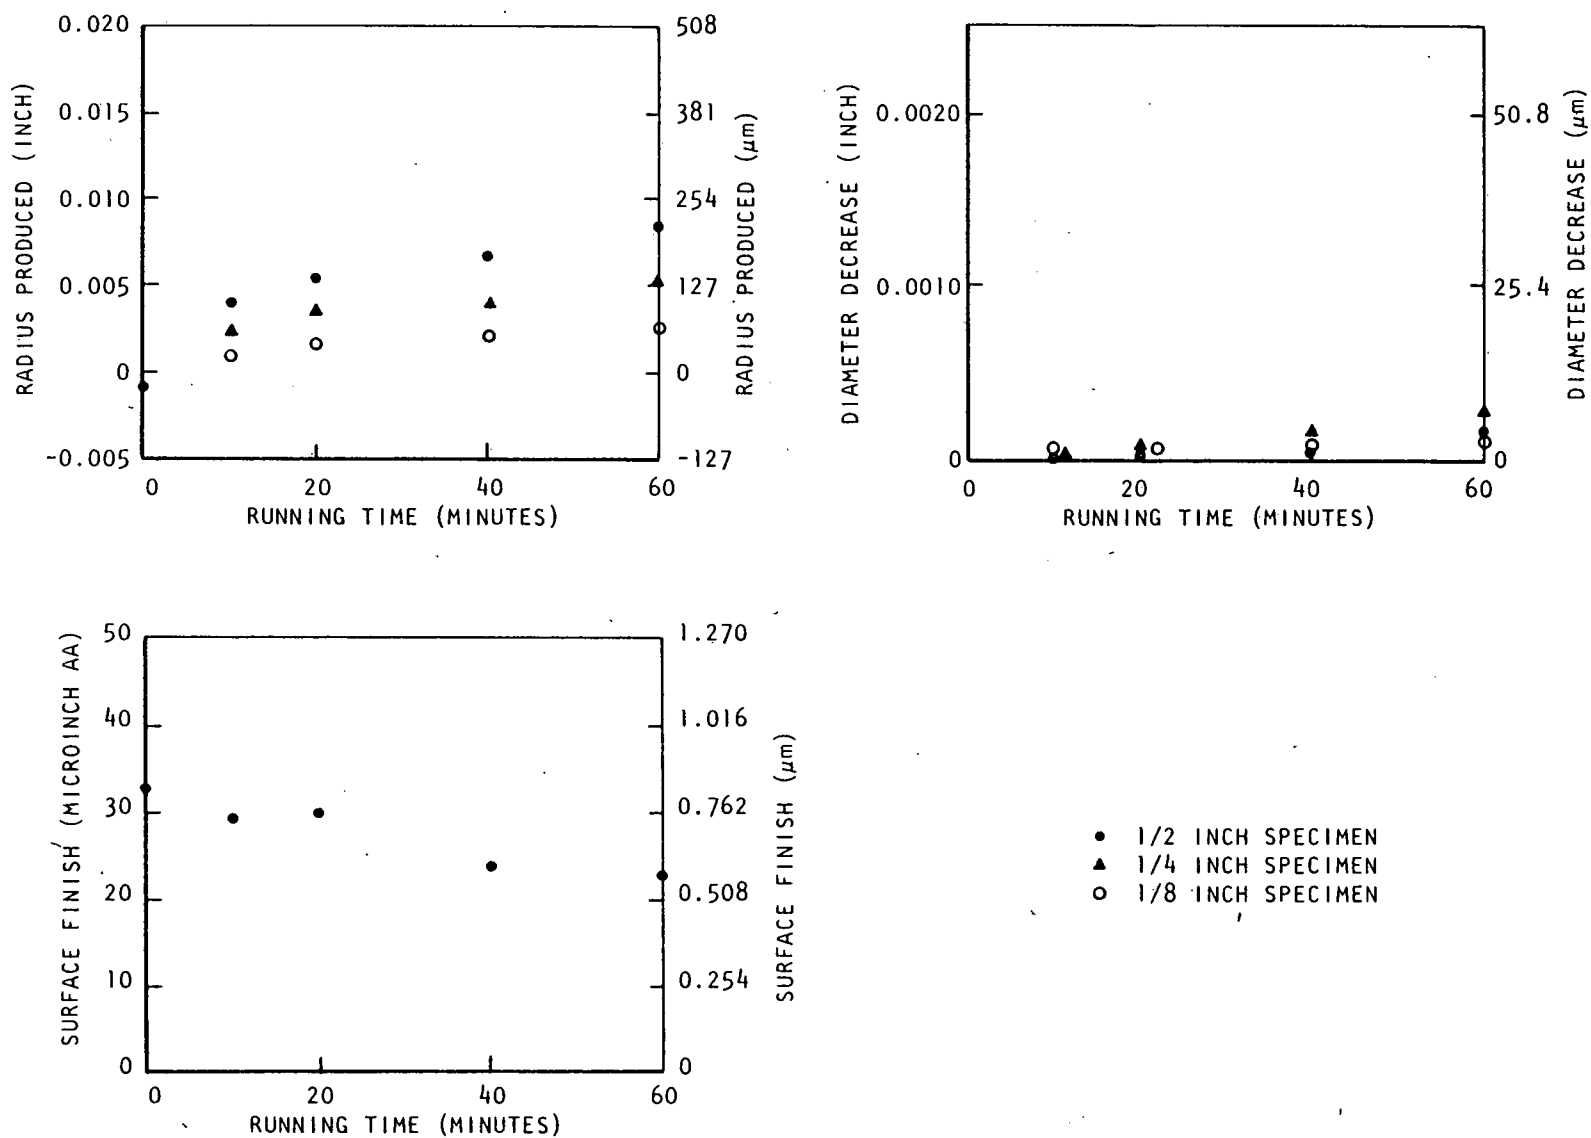 0.020
0.015
0.010
0.005
0
-0.005
RADIUS PRODUCED (INCH)
508
381
254
127
0
-127
RADIUS PRODUCED (μm)
0 20 40 60
RUNNING TIME (MINUTES)
0.0020
0.0010
0
DIAMETER DECREASE (INCH)
50.8
25.4
0
DIAMETER DECREASE (μm)
0 20 40 60
RUNNING TIME (MINUTES)
50
40
30
20
10
0
SURFACE FINISH (MICROINCH AA)
1.270
1.016
0.762
0.508
0.254
0
SURFACE FINISH (μm)
0 20 40 60
RUNNING TIME (MINUTES)
1/2 INCH SPECIMEN
1/4 INCH SPECIMEN
1/8 INCH SPECIMEN